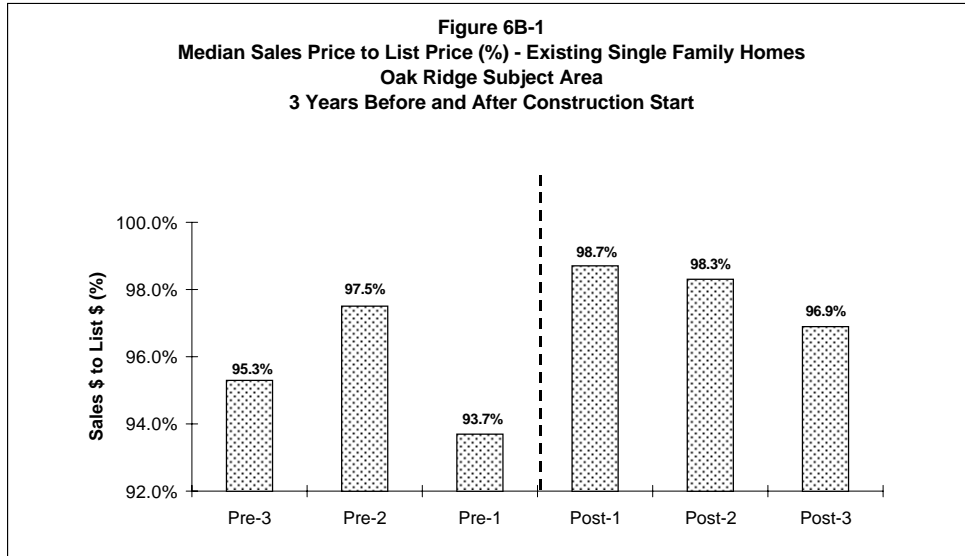 Figure 6B-1
Median Sales Price to List Price (%) - Existing Single Family Homes
Oak Ridge Subject Area
3 Years Before and After Construction Start
Sales $ to List $ (%)
100.0%
98.0%
96.0%
94.0%
92.0%
95.3%
97.5%
93.7%
98.7%
98.3%
96.9%
Pre-3 Pre-2 Pre-1 Post-1 Post-2 Post-3